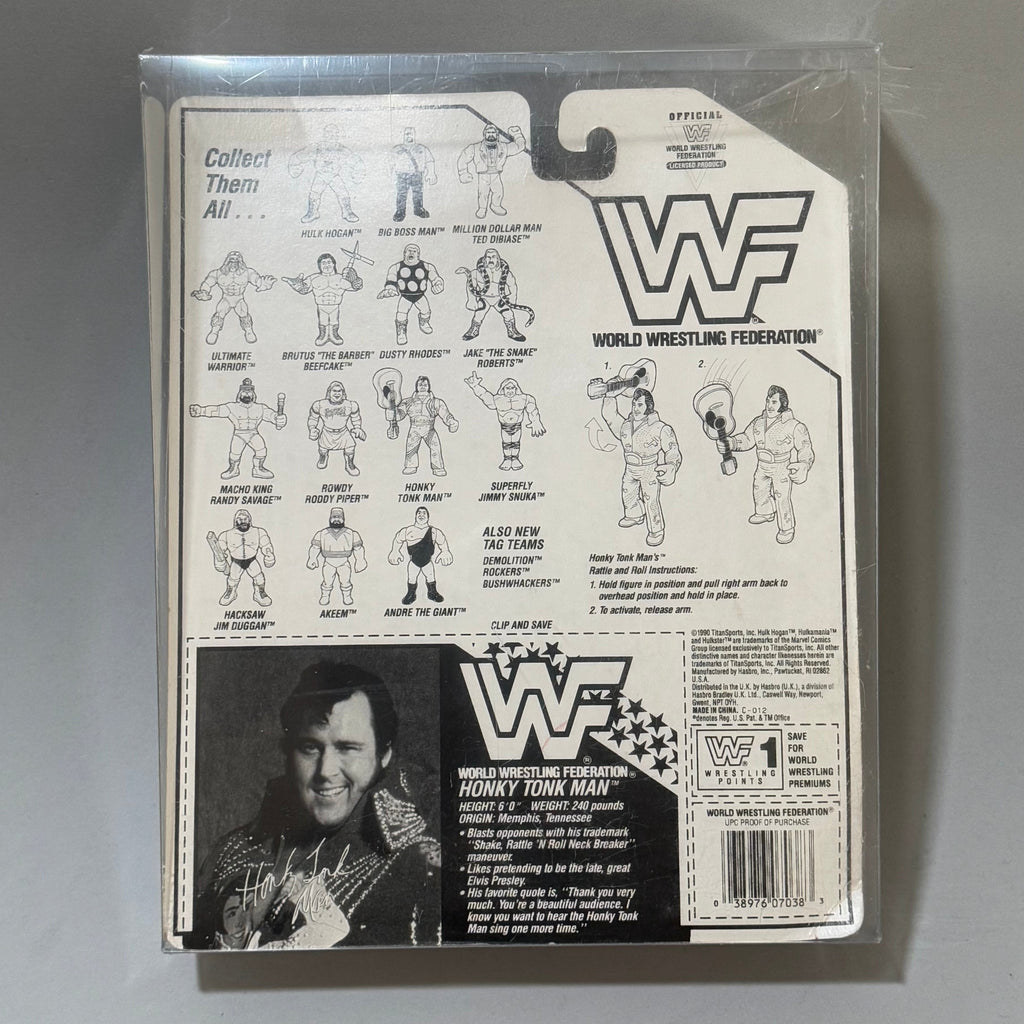 Collect
Them
All . . .
HULK HOGAN™
BIG BOSS MAN™
MILLION DOLLAR MAN
TED DIBIASE™
ULTIMATE
WARRIOR™
BRUTUS "THE BARBER"
BEEFCAKE™
DUSTY RHODES™
JAKE "THE SNAKE"
ROBERTS™
MACHO KING
RANDY SAVAGE™
ROWDY
RODDY PIPER™
HONKY
TONK MAN™
SUPERFLY
JIMMY SNUKA™
HACKSAW
JIM DUGGAN™
AKEEM™
ANDRE THE GIANT™
ALSO NEW
TAG TEAMS
DEMOLITION™
ROCKERS™
BUSHWHACKERS™
OFFICIAL
WF
WORLD WRESTLING
FEDERATION
LICENSED PRODUCT
WF®
WORLD WRESTLING FEDERATION®
1.
2.
Honky Tonk Man's™
Rattle and Roll Instructions:
1. Hold figure in position and pull right arm back to
overhead position and hold in place.
2. To activate, release arm.
CLIP AND SAVE
Honky Tonk
Man
WF®
WORLD WRESTLING FEDERATION®
HONKY TONK MAN™
HEIGHT: 6'0" WEIGHT: 240 pounds
ORIGIN: Memphis, Tennessee
• Blasts opponents with his trademark
"Shake, Rattle 'N Roll Neck Breaker"
maneuver.
• Likes pretending to be the late, great
Elvis Presley.
• His favorite quote is, "Thank you very
much. You're a beautiful audience. I
know you want to hear the Honky Tonk
Man sing one more time."
©1990 TitanSports, Inc. Hulk Hogan™, Hulkamania™
and Hulkster™ are trademarks of the Marvel Comics
Group licensed exclusively to TitanSports, Inc. All other
distinctive names and character likenesses herein are
trademarks of TitanSports, Inc. All Rights Reserved.
Manufactured by Hasbro, Inc., Pawtucket, RI 02862
U.S.A.
Distributed in the U.K. by Hasbro (U.K.), a division of
Hasbro Bradley U.K. Ltd., Caswell Way, Newport,
Gwent, NPT OYH.
MADE IN CHINA. C-012
®denotes Reg. U.S. Pat. & TM Office
WF® 1
WRESTLING
POINTS
SAVE
FOR
WORLD
WRESTLING
PREMIUMS
WORLD WRESTLING FEDERATION®
UPC PROOF OF PURCHASE
0 38976 07038 3